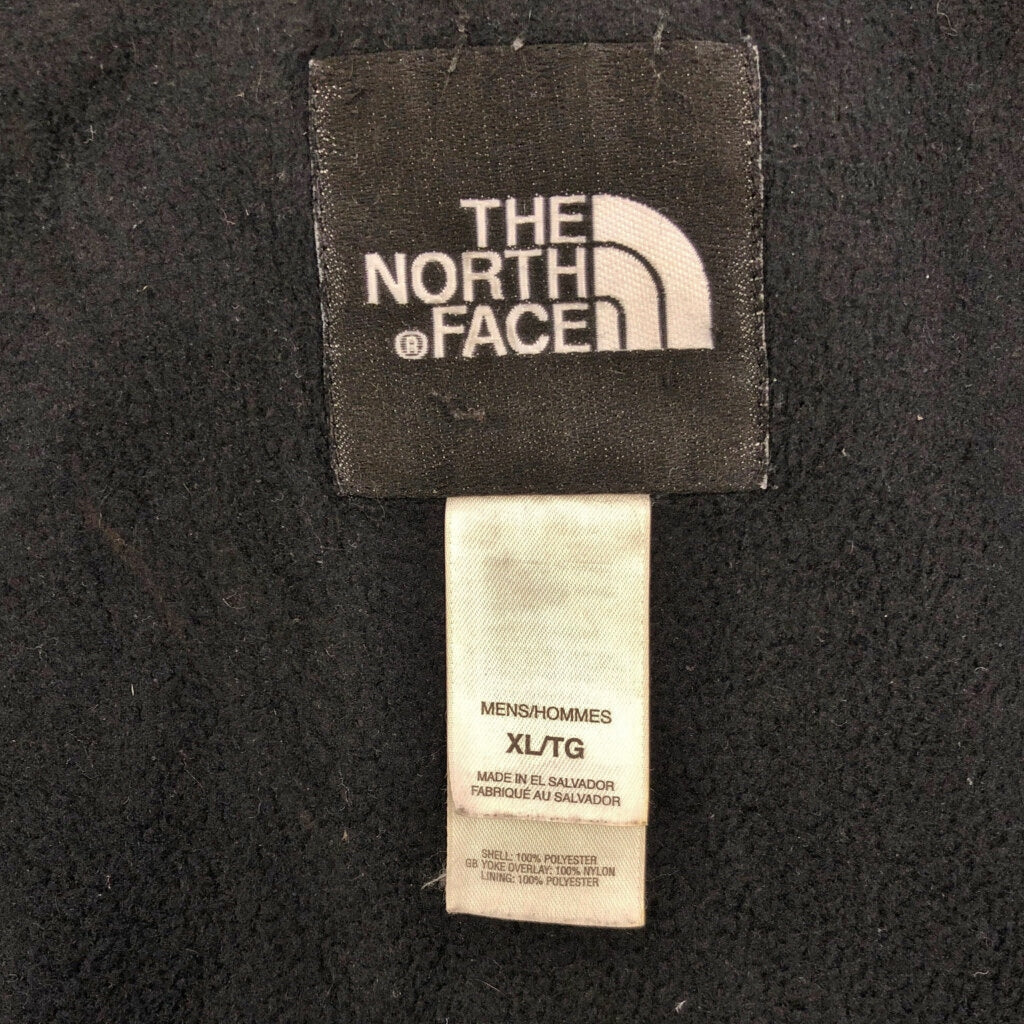 THE
NORTH
®FACE
MENS/HOMMES
XL/TG
MADE IN EL SALVADOR
FABRIQUÉ AU SALVADOR
SHELL: 100% POLYESTER
GB YOKE OVERLAY: 100% NYLON
LINING: 100% POLYESTER